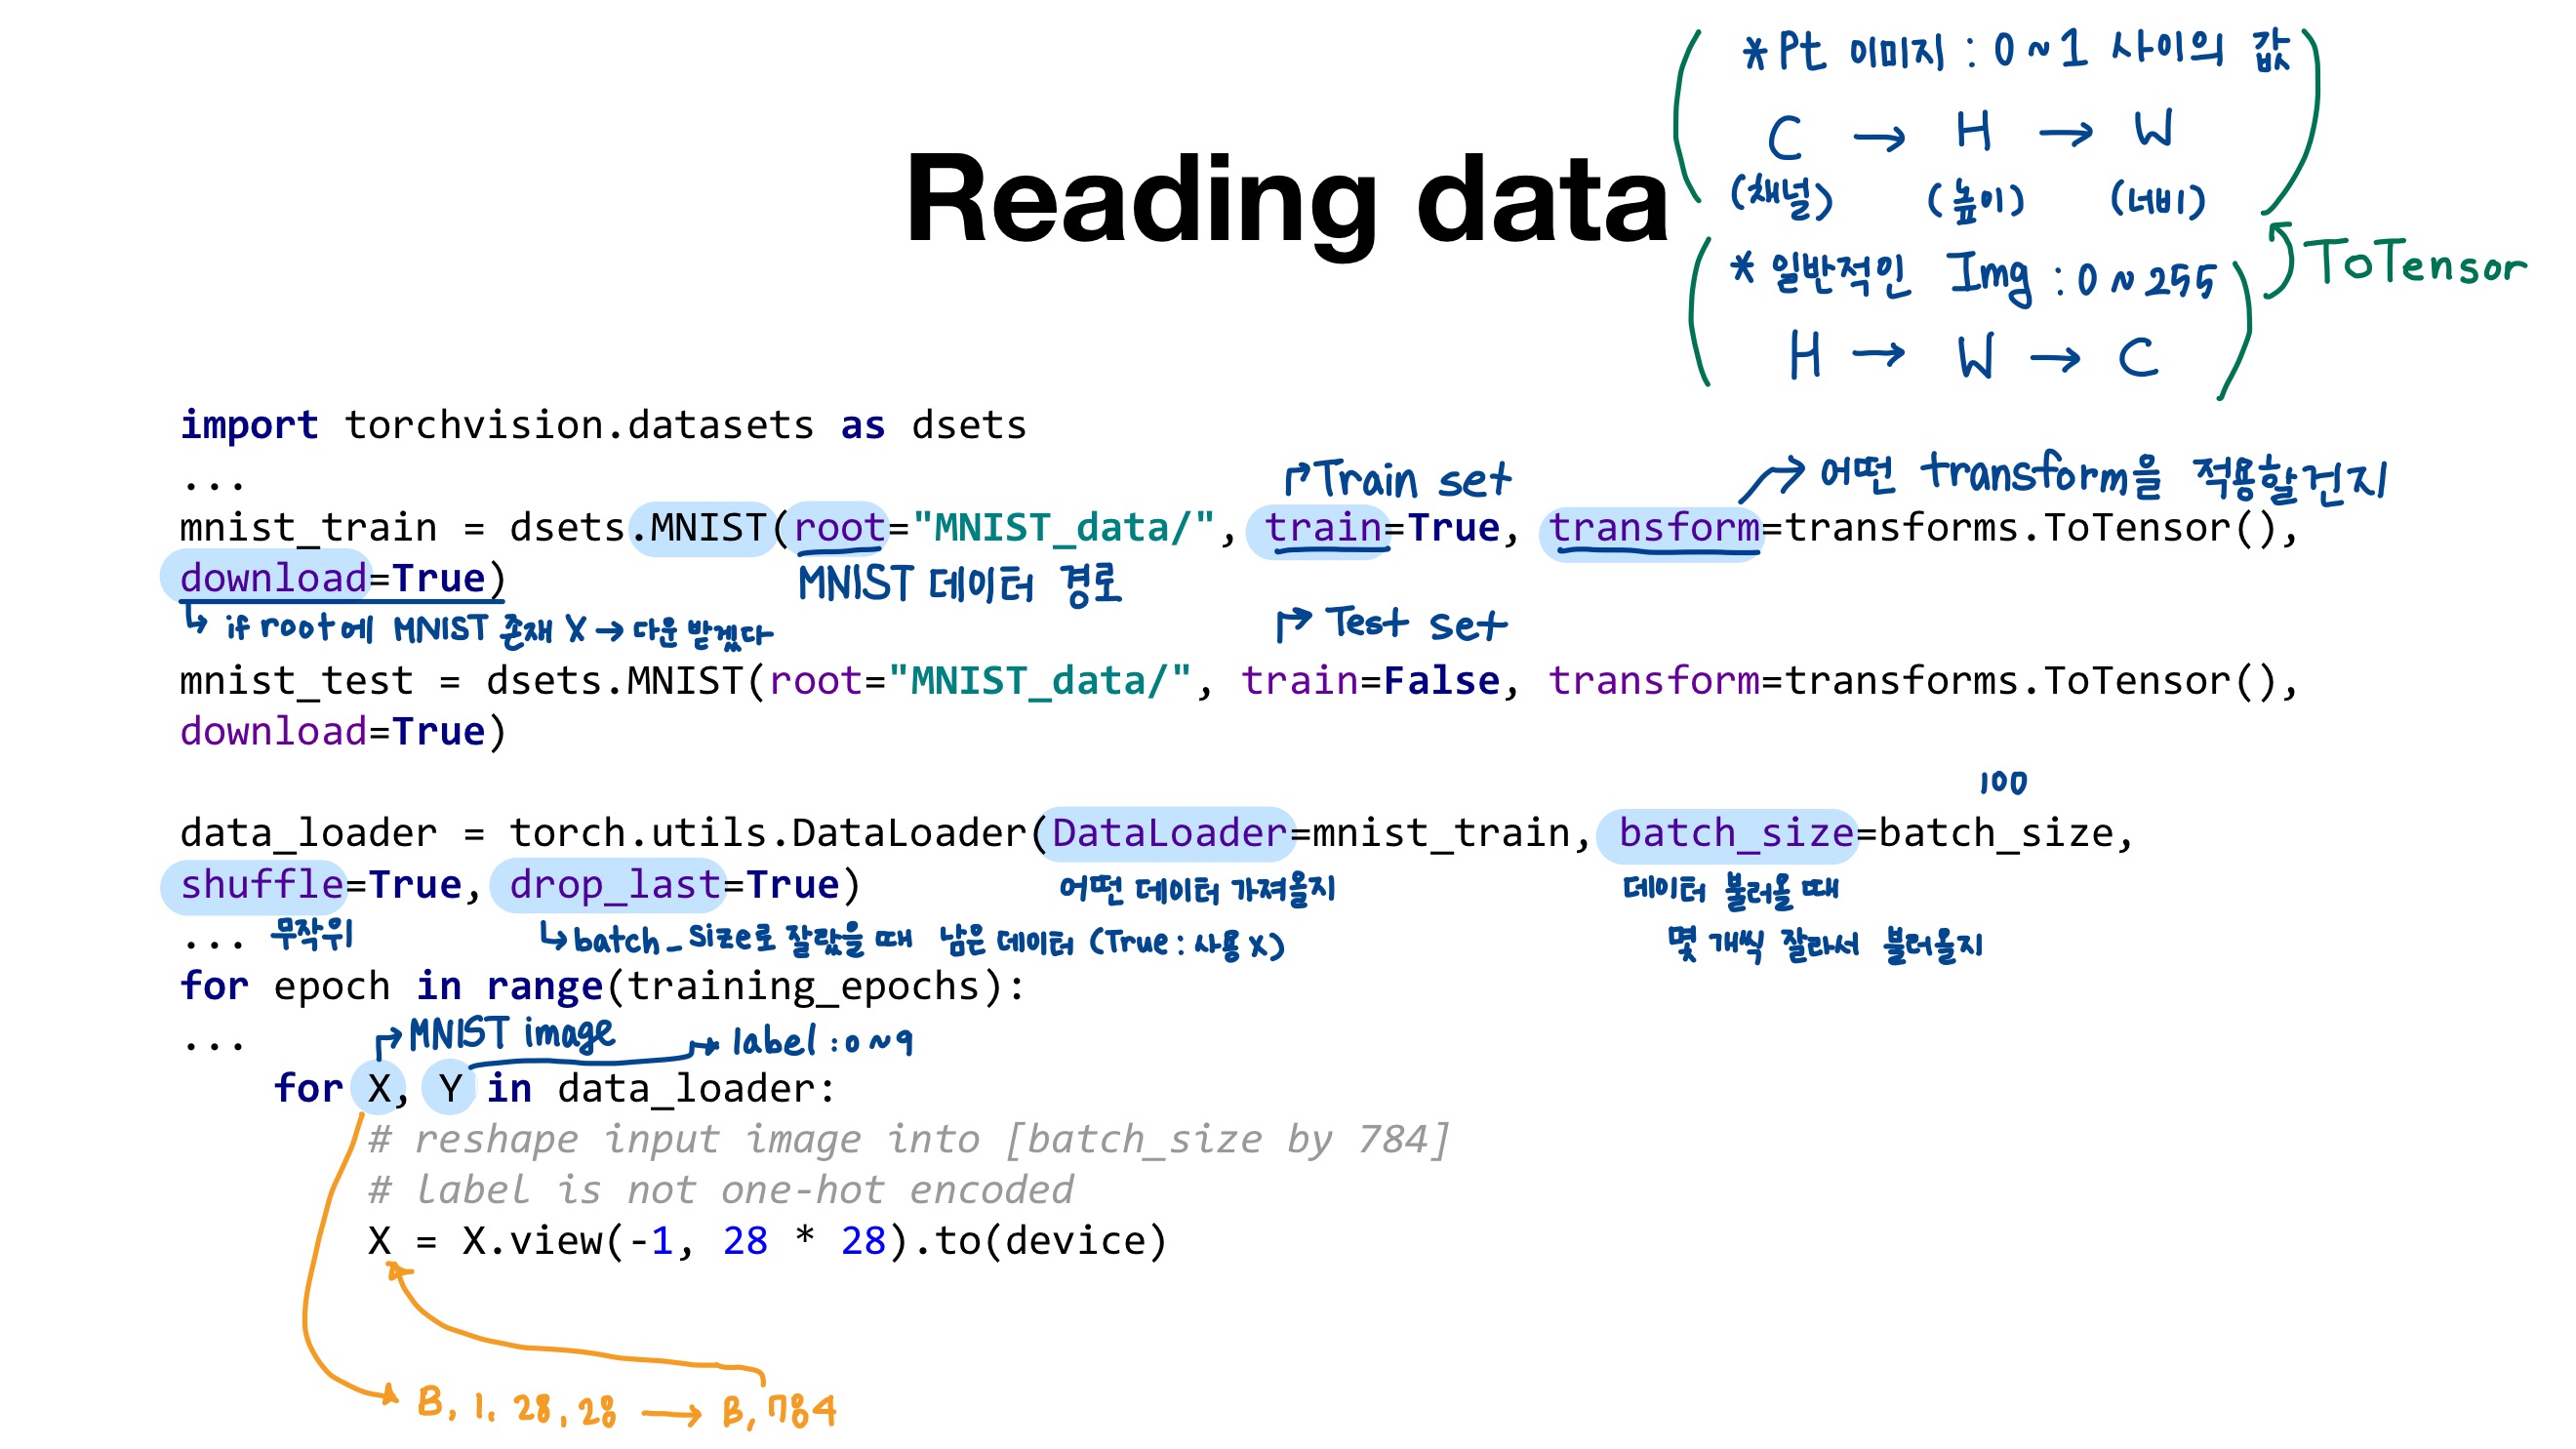 *Pt 이미지 : 0 ~ 1 사이의 값
C → H → W
(채널) (높이) (너비)
Reading data
* 일반적인 Img : 0 ~ 255
ToTensor
H → W → C
import torchvision.datasets as dsets
...
Train set
어떤 transform을 적용할건지
mnist_train = dsets.MNIST(root="MNIST_data/", train=True, transform=transforms.ToTensor(),
download=True)
MNIST 데이터 경로
if root에 MNIST 존재 X → 다운 받겠다
Test set
mnist_test = dsets.MNIST(root="MNIST_data/", train=False, transform=transforms.ToTensor(),
download=True)
100
data_loader = torch.utils.DataLoader(DataLoader=mnist_train, batch_size=batch_size,
shuffle=True, drop_last=True)
어떤 데이터 가져올지
데이터 불러올 때
... 무작위
batch_size로 잘랐을 때 남은 데이터 (True : 사용 X)
몇 개씩 잘라서 불러올지
for epoch in range(training_epochs):
...
MNIST image
label : 0 ~ 9
for X, Y in data_loader:
# reshape input image into [batch_size by 784]
# label is not one-hot encoded
X = X.view(-1, 28 * 28).to(device)
B, 1, 28, 28 → B, 784